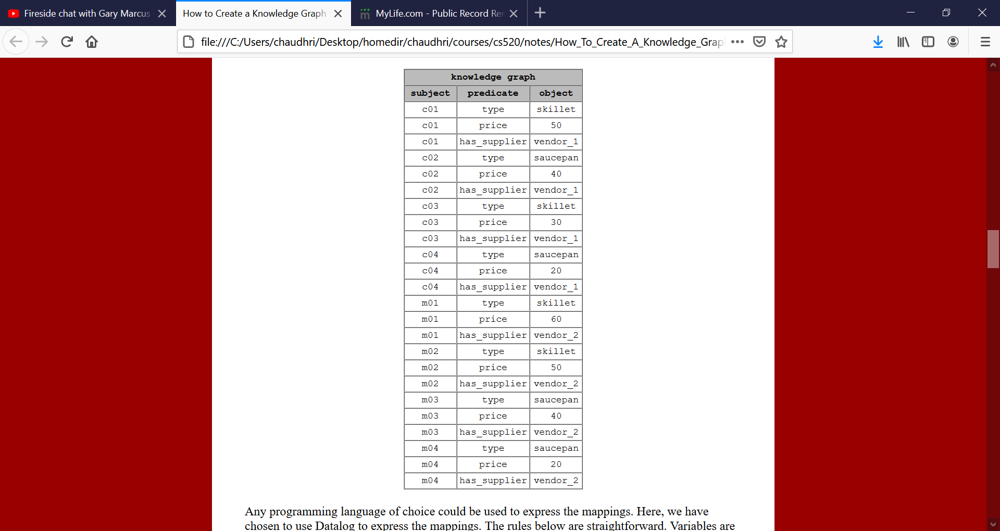 Fireside chat with Gary Marcus
How to Create a Knowledge Graph
MyLife.com - Public Record
file:///C:/Users/chaudhri/Desktop/homedir/chaudhri/courses/cs520/notes/How_To_Create_A_Knowledge_Grap
knowledge graph
subject predicate object
c01 type skillet
c01 price 50
c01 has_supplier vendor_1
c02 type saucepan
c02 price 40
c02 has_supplier vendor_1
c03 type skillet
c03 price 30
c03 has_supplier vendor_1
c04 type saucepan
c04 price 20
c04 has_supplier vendor_1
m01 type skillet
m01 price 60
m01 has_supplier vendor_2
m02 type skillet
m02 price 50
m02 has_supplier vendor_2
m03 type saucepan
m03 price 40
m03 has_supplier vendor_2
m04 type saucepan
m04 price 20
m04 has_supplier vendor_2
Any programming language of choice could be used to express the mappings. Here, we have
chosen to use Datalog to express the mappings. The rules below are straightforward. Variables are